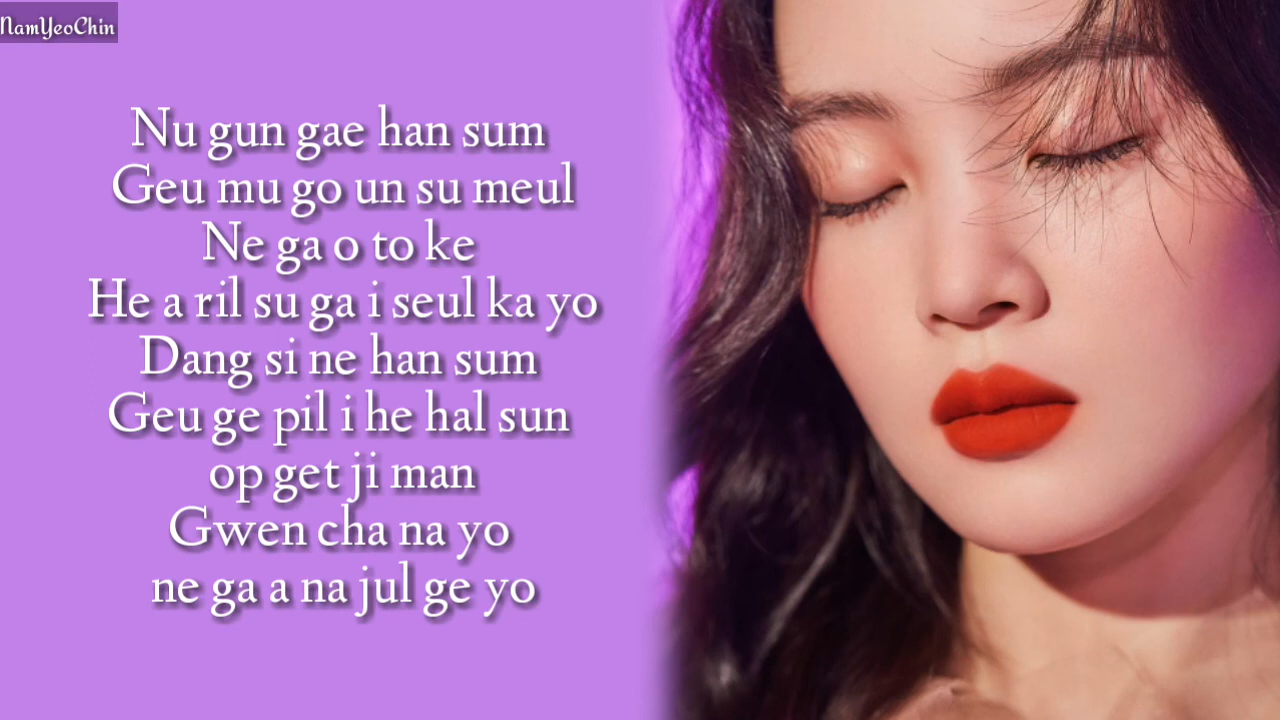 NamYeoChin
Nu gun gae han sum
Geu mu go un su meul
Ne ga o to ke
He a ril su ga i seul ka yo
Dang si ne han sum
Geu ge pil i he hal sun
op get ji man
Gwen cha na yo
ne ga a na jul ge yo